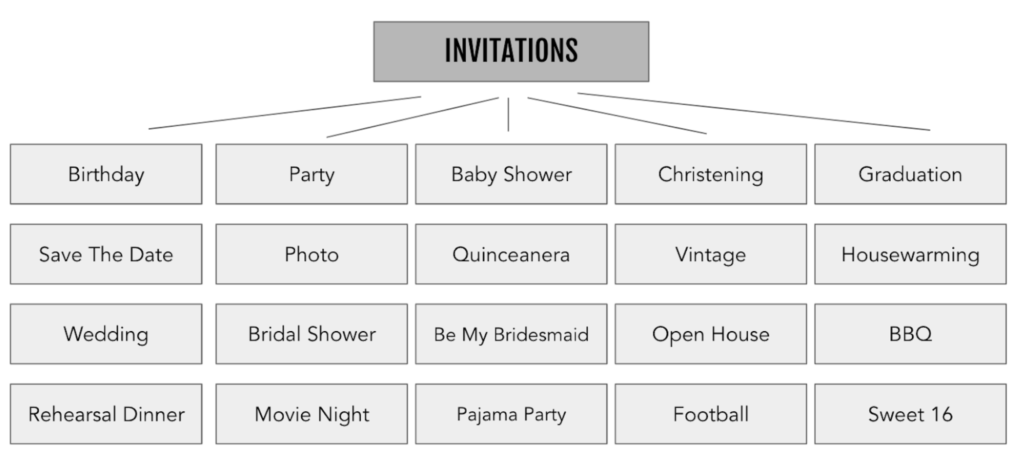 INVITATIONS
Birthday
Party
Baby Shower
Christening
Graduation
Save The Date
Photo
Quinceanera
Vintage
Housewarming
Wedding
Bridal Shower
Be My Bridesmaid
Open House
BBQ
Rehearsal Dinner
Movie Night
Pajama Party
Football
Sweet 16